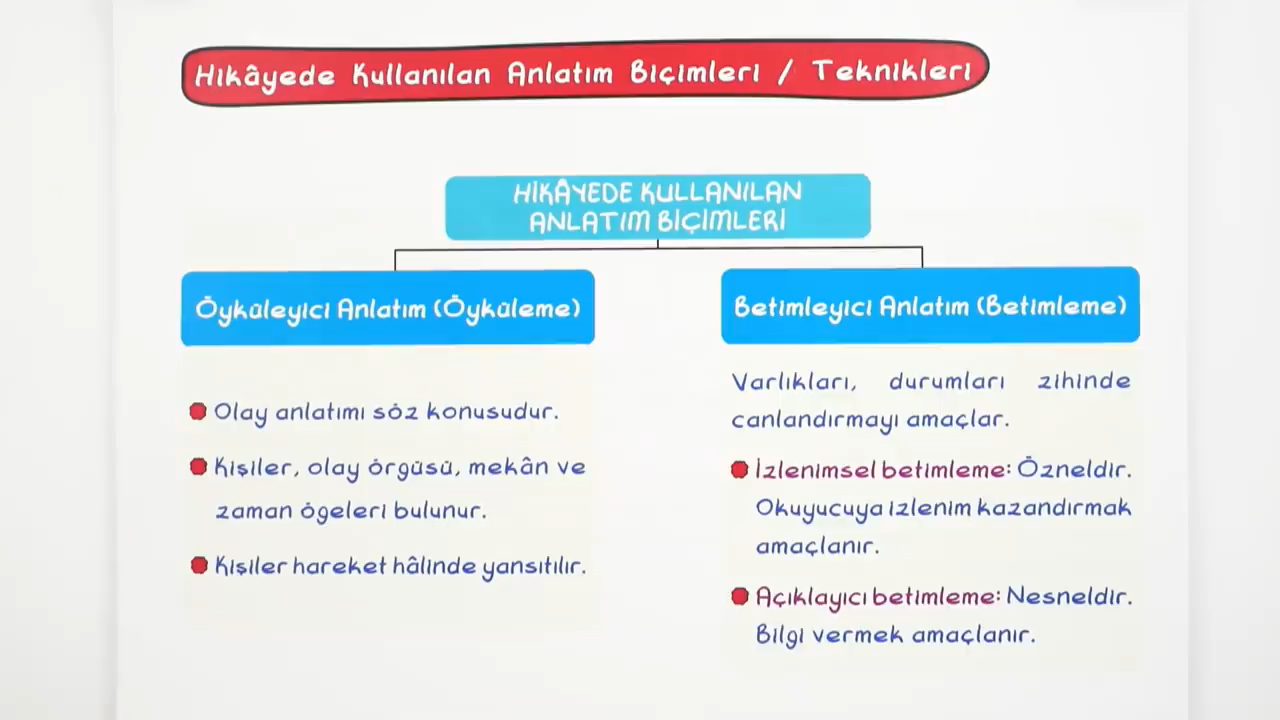 Hikâyede Kullanılan Anlatım Biçimleri / Teknikleri
HİKÂYEDE KULLANILAN
ANLATIM BİÇİMLERİ
Öyküleyici Anlatım (Öyküleme)
Olay anlatımı söz konusudur.
Kişiler, olay örgüsü, mekân ve
zaman ögeleri bulunur.
Kişiler hareket hâlinde yansıtılır.
Betimleyici Anlatım (Betimleme)
Varlıkları, durumları zihinde
canlandırmayı amaçlar.
İzlenimsel betimleme: Özneldir.
Okuyucuya izlenim kazandırmak
amaçlanır.
Açıklayıcı betimleme: Nesneldir.
Bilgi vermek amaçlanır.